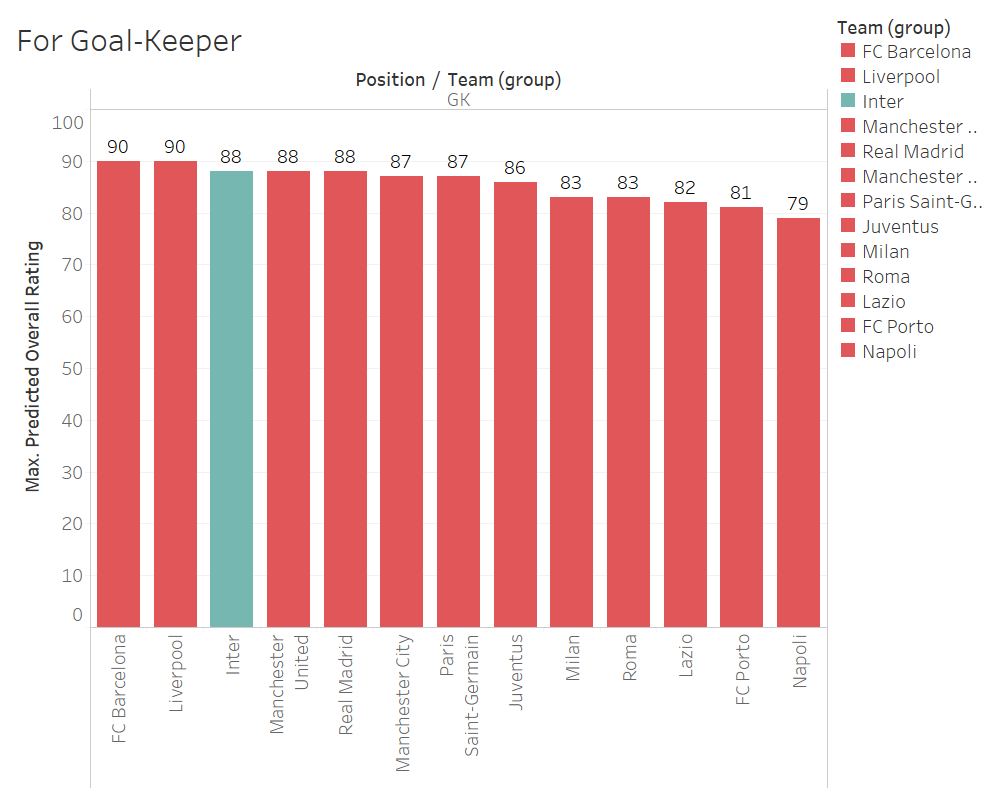 For Goal-Keeper
Position / Team (group)
GK
Max. Predicted Overall Rating
100
90
80
70
60
50
40
30
20
10
0
90
90
88
88
88
87
87
86
83
83
82
81
79
FC Barcelona
Liverpool
Inter
Manchester
United
Real Madrid
Manchester City
Paris
Saint-Germain
Juventus
Milan
Roma
Lazio
FC Porto
Napoli
Team (group)
FC Barcelona
Liverpool
Inter
Manchester ..
Real Madrid
Manchester ..
Paris Saint-G..
Juventus
Milan
Roma
Lazio
FC Porto
Napoli